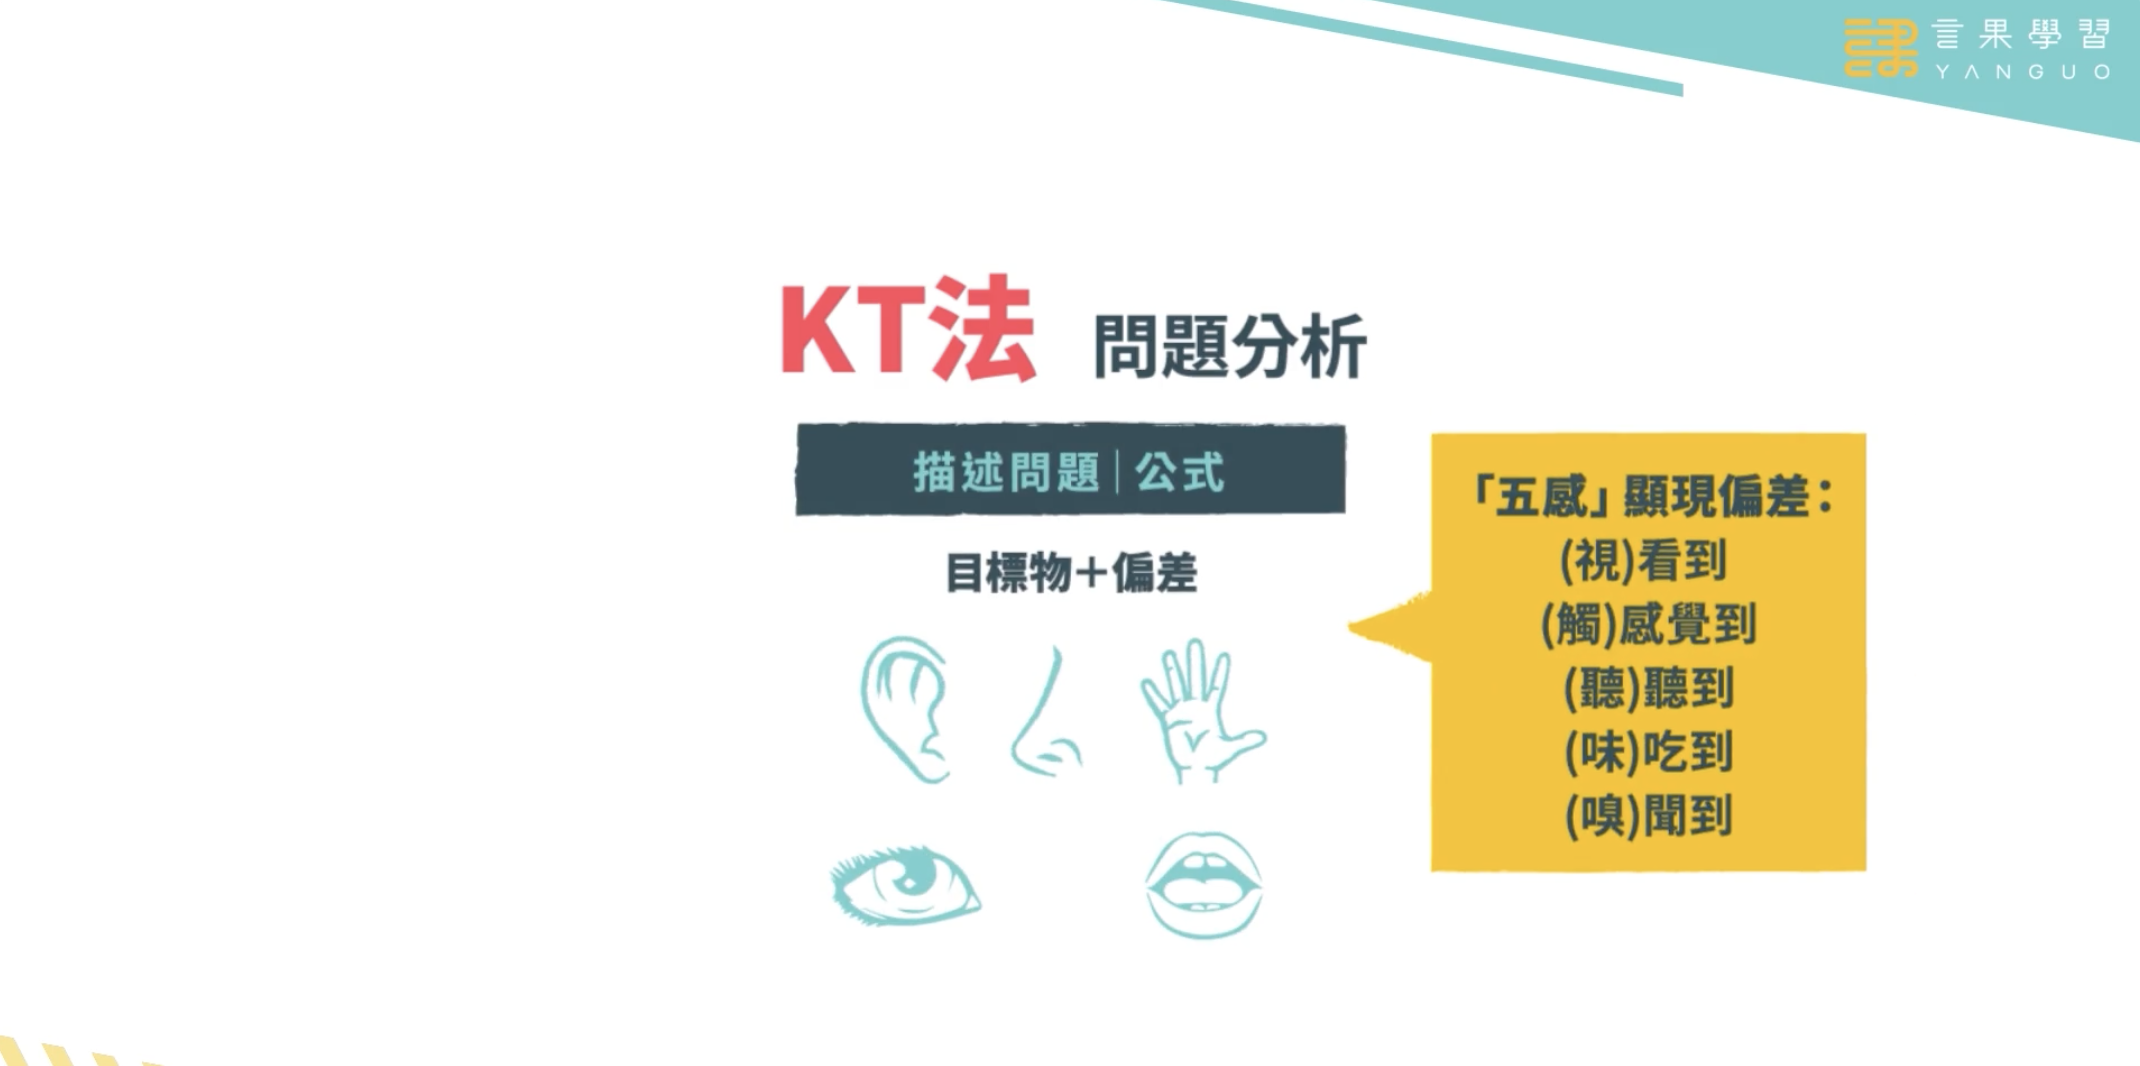 言果學習
YANGUO
KT法 問題分析
描述問題|公式
目標物+偏差
「五感」顯現偏差:
(視)看到
(觸)感覺到
(聽)聽到
(味)吃到
(嗅)聞到